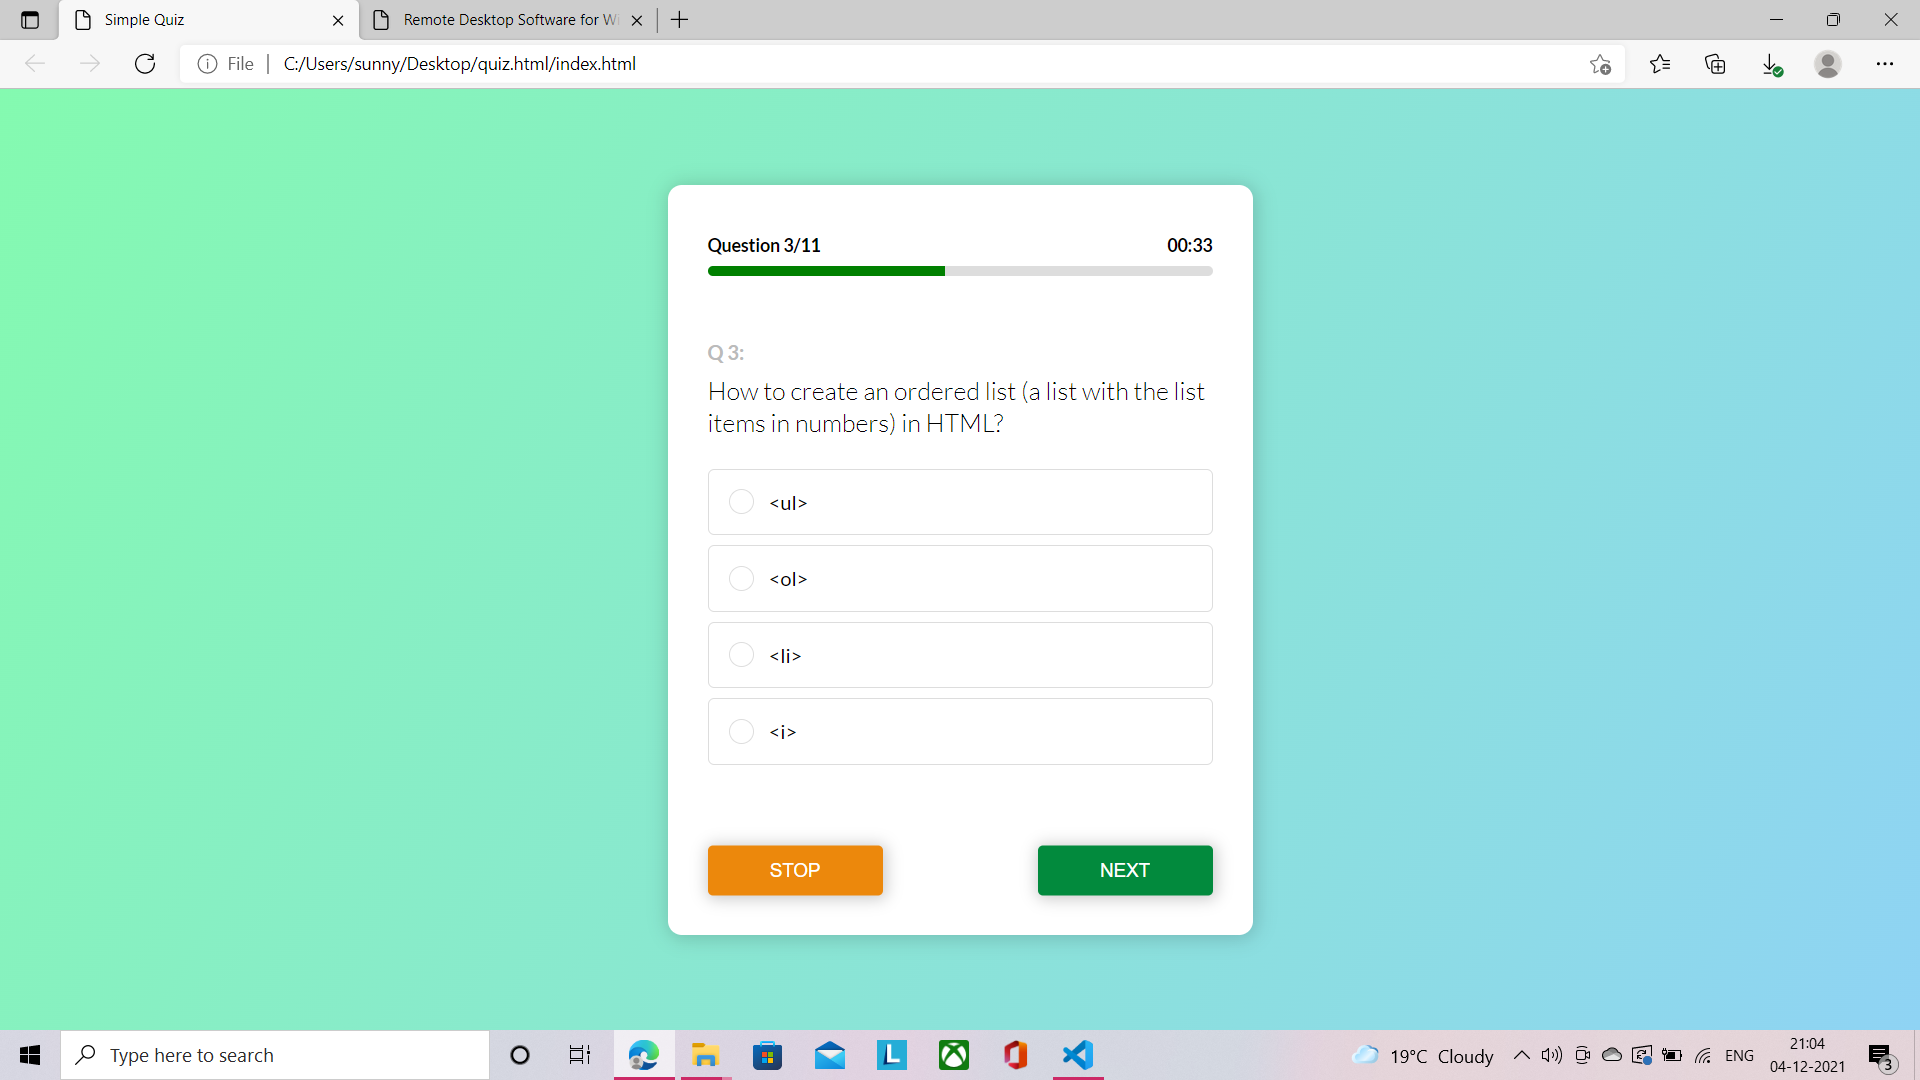 Simple Quiz
Remote Desktop Software for Wi
File
C:/Users/sunny/Desktop/quiz.html/index.html
Question 3/11
00:33
Q 3:
How to create an ordered list (a list with the list
items in numbers) in HTML?
<ul>
<ol>
<li>
<i>
STOP
NEXT
Type here to search
19°C Cloudy
ENG
21:04
04-12-2021
3